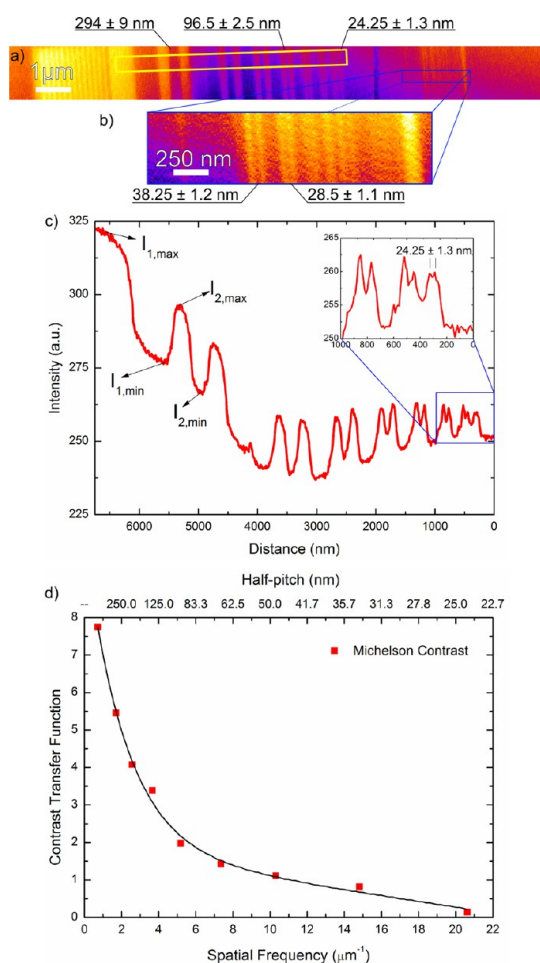 294 ± 9 nm 96.5 ± 2.5 nm 24.25 ± 1.3 nm
a)
1μm
b)
250 nm
38.25 ± 1.2 nm 28.5 ± 1.1 nm
c)
325
300
275
250
225
Intensity (a.u.)
I1,max
I2,max
I1,min
I2,min
24.25 ± 1.3 nm
265
260
255
250
1000 800 600 400 200 0
6000 5000 4000 3000 2000 1000 0
Distance (nm)
d)
Half-pitch (nm)
-- 250.0 125.0 83.3 62.5 50.0 41.7 35.7 31.3 27.8 25.0 22.7
8
7
6
5
4
3
2
1
0
Contrast Transfer Function
Michelson Contrast
0 2 4 6 8 10 12 14 16 18 20 22
Spatial Frequency (μm-1)